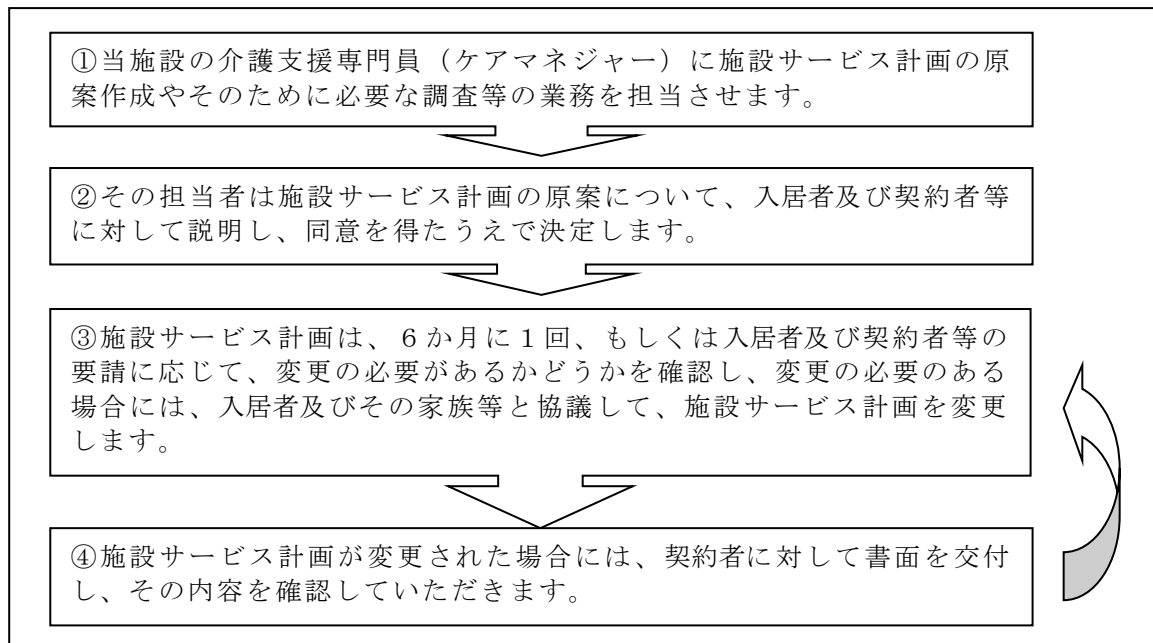 ①当施設の介護支援専門員（ケアマネジャー）に施設サービス計画の原
案作成やそのために必要な調査等の業務を担当させます。
②その担当者は施設サービス計画の原案について、入居者及び契約者等
に対して説明し、同意を得たうえで決定します。
③施設サービス計画は、６か月に１回、もしくは入居者及び契約者等の
要請に応じて、変更の必要があるかどうかを確認し、変更の必要のある
場合には、入居者及びその家族等と協議して、施設サービス計画を変更
します。
④施設サービス計画が変更された場合には、契約者に対して書面を交付
し、その内容を確認していただきます。